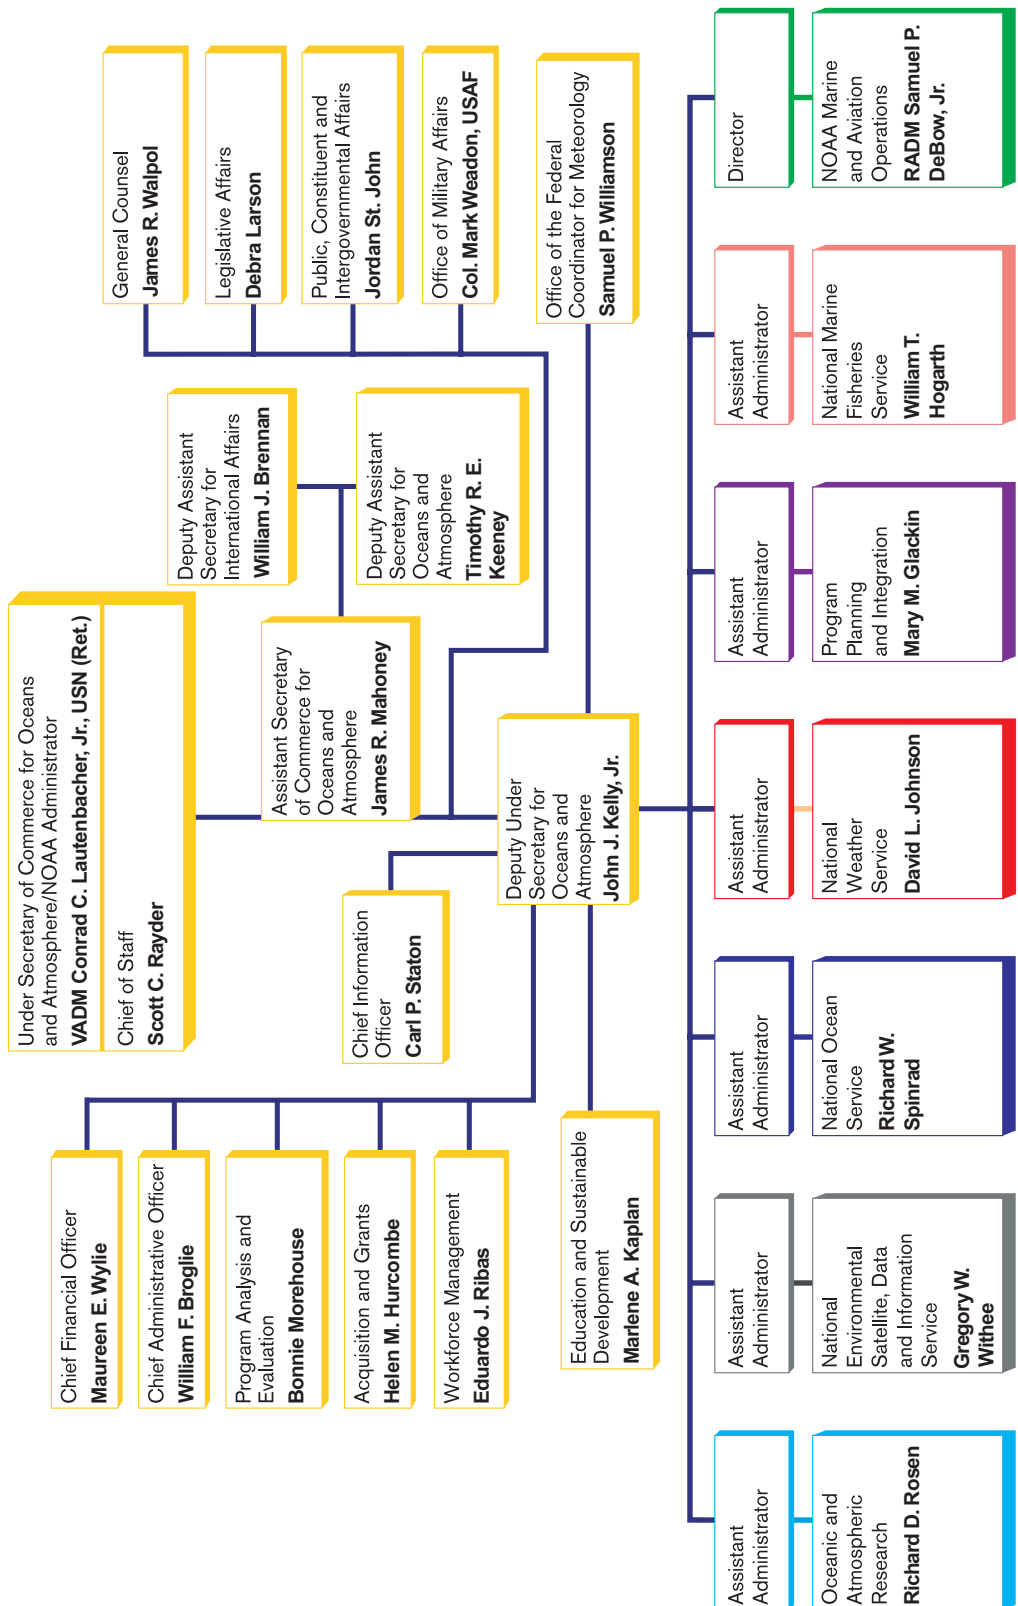 Under Secretary of Commerce for Oceans
and Atmosphere/NOAA Administrator
VADM Conrad C. Lautenbacher, Jr., USN (Ret.)
Chief of Staff
Scott C. Rayder
Assistant Secretary
of Commerce for
Oceans and
Atmosphere
James R. Mahoney
Deputy Assistant
Secretary for
International Affairs
William J. Brennan
Deputy Assistant
Secretary for
Oceans and
Atmosphere
Timothy R. E.
Keeney
General Counsel
James R. Walpol
Legislative Affairs
Debra Larson
Public, Constituent and
Intergovernmental Affairs
Jordan St. John
Office of Military Affairs
Col. Mark Weadon, USAF
Chief Financial Officer
Maureen E. Wylie
Chief Administrative Officer
William F. Broglie
Program Analysis and
Evaluation
Bonnie Morehouse
Acquisition and Grants
Helen M. Hurcombe
Workforce Management
Eduardo J. Ribas
Chief Information
Officer
Carl P. Staton
Deputy Under
Secretary for
Oceans and
Atmosphere
John J. Kelly, Jr.
Office of the Federal
Coordinator for Meteorology
Samuel P. Williamson
Education and Sustainable
Development
Marlene A. Kaplan
Assistant
Administrator
Oceanic and
Atmospheric
Research
Richard D. Rosen
Assistant
Administrator
National
Environmental
Satellite, Data
and Information
Service
Gregory W.
Withee
Assistant
Administrator
National Ocean
Service
Richard W.
Spinrad
Assistant
Administrator
National
Weather
Service
David L. Johnson
Assistant
Administrator
Program
Planning
and Integration
Mary M. Glackin
Assistant
Administrator
National Marine
Fisheries
Service
William T.
Hogarth
Director
NOAA Marine
and Aviation
Operations
RADM Samuel P.
DeBow, Jr.